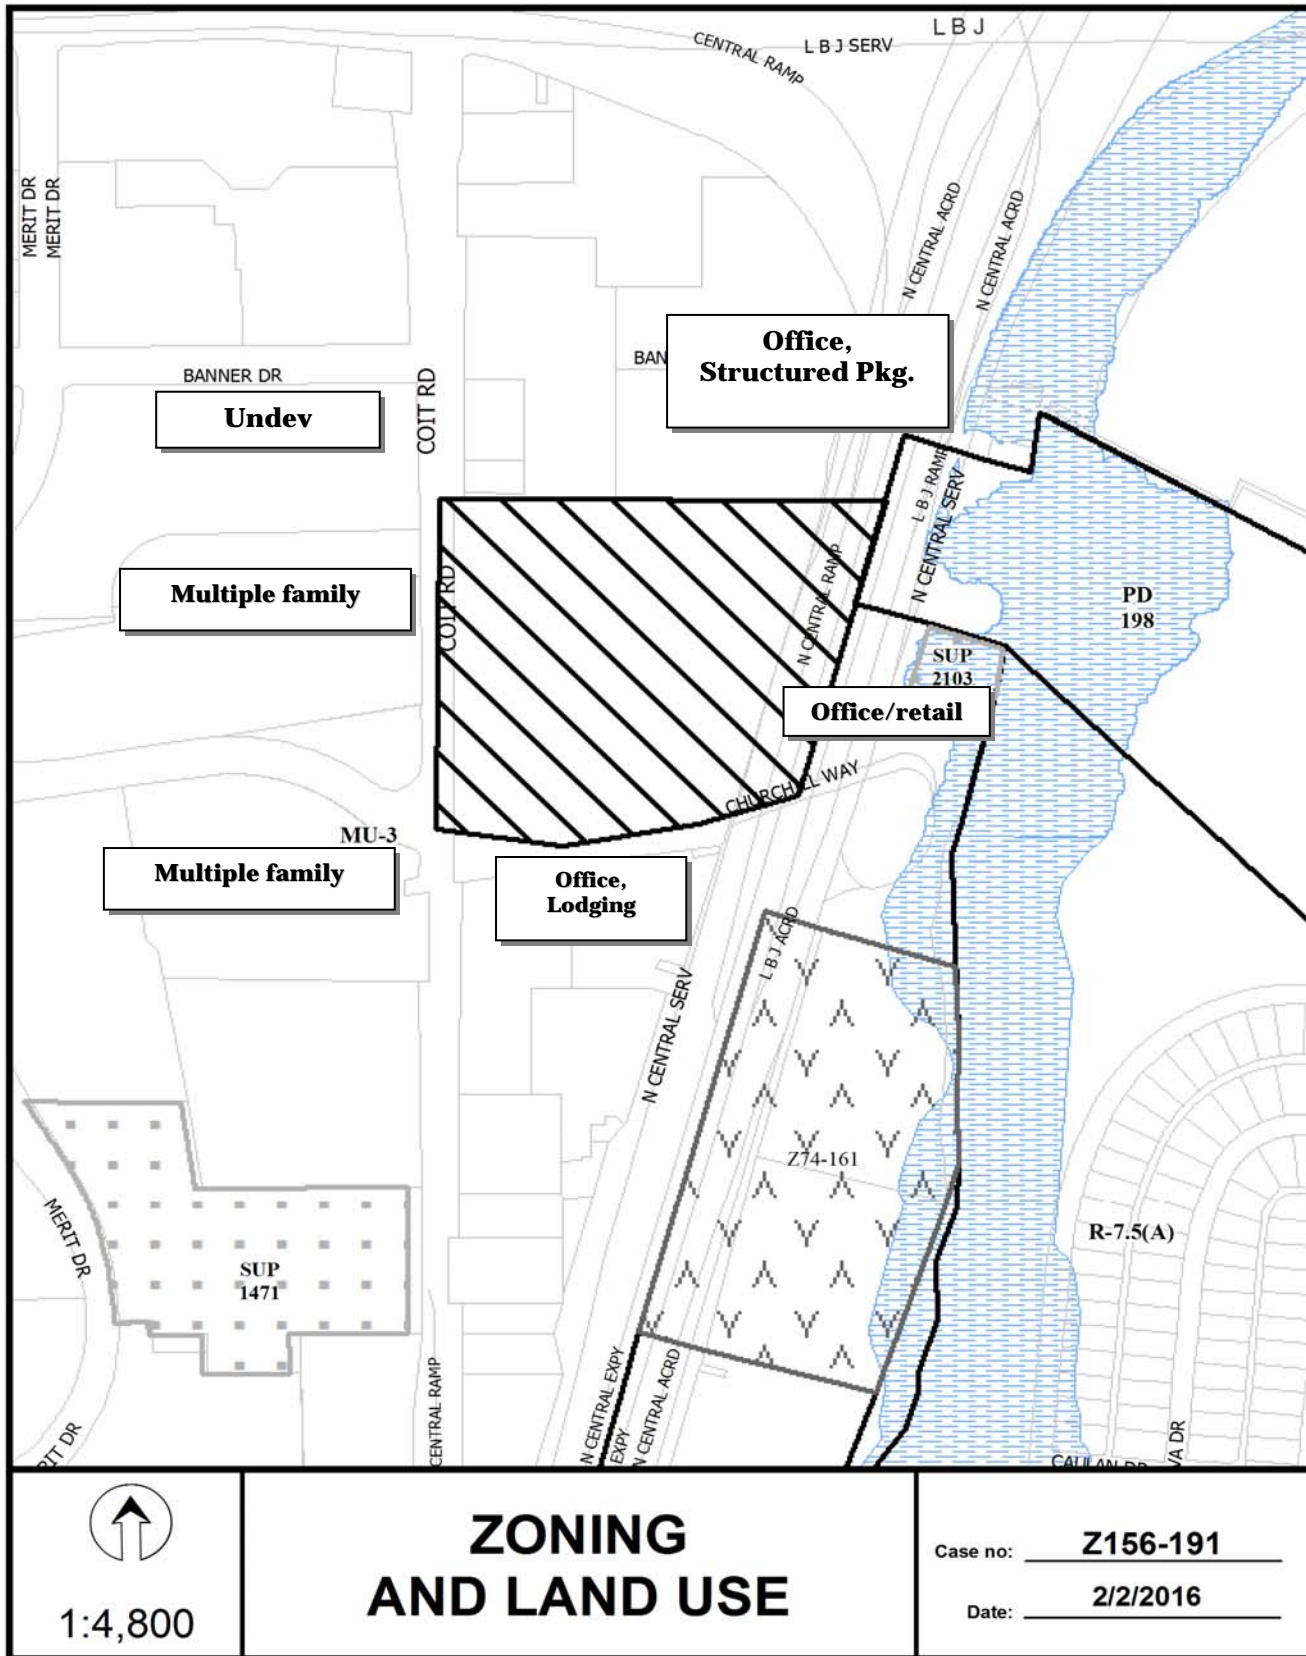 L B J
CENTRAL RAMP
L B J SERV
MERIT DR
MERIT DR
N CENTRAL ACRD
N CENTRAL ACRD
Office,
Structured Pkg.
BAN
BANNER DR
COIT RD
Undev
L B J RAMP
N CENTRAL SERV
COIT RD
N CENTRAL RAMP
Multiple family
PD
198
SUP
2103
Office/retail
CHURCHILL WAY
MU-3
Multiple family
Office,
Lodging
L B J ACRD
N CENTRAL SERV
Z74-161
R-7.5(A)
MERIT DR
SUP
1471
CENTRAL RAMP
N CENTRAL EXPY
EXPY
N CENTRAL ACRD
RIT DR
VA DR
1:4,800
ZONING
AND LAND USE
Case no: Z156-191
Date: 2/2/2016